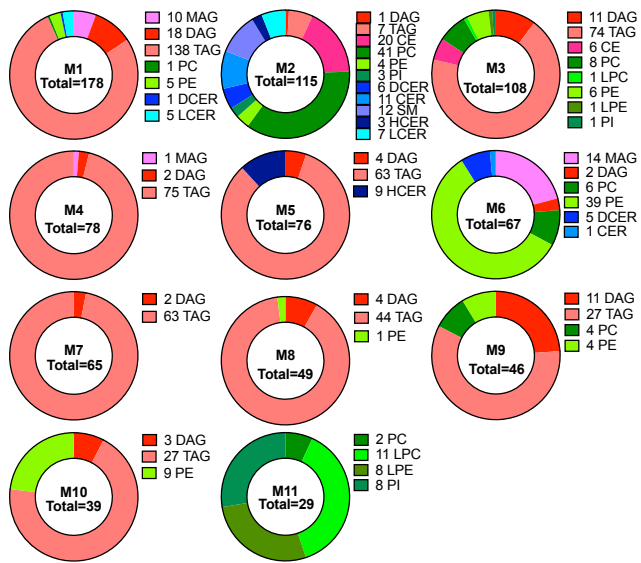 M1
Total=178
10 MAG
18 DAG
138 TAG
1 PC
5 PE
1 DCER
5 LCER
M2
Total=115
1 DAG
7 TAG
20 CE
41 PC
4 PE
3 PI
6 DCER
11 CER
12 SM
3 HCER
7 LCER
M3
Total=108
11 DAG
74 TAG
6 CE
8 PC
1 LPC
6 PE
1 LPE
1 PI
M4
Total=78
1 MAG
2 DAG
75 TAG
M5
Total=76
4 DAG
63 TAG
9 HCER
M6
Total=67
14 MAG
2 DAG
6 PC
39 PE
5 DCER
1 CER
M7
Total=65
2 DAG
63 TAG
M8
Total=49
4 DAG
44 TAG
1 PE
M9
Total=46
11 DAG
27 TAG
4 PC
4 PE
M10
Total=39
3 DAG
27 TAG
9 PE
M11
Total=29
2 PC
11 LPC
8 LPE
8 PI